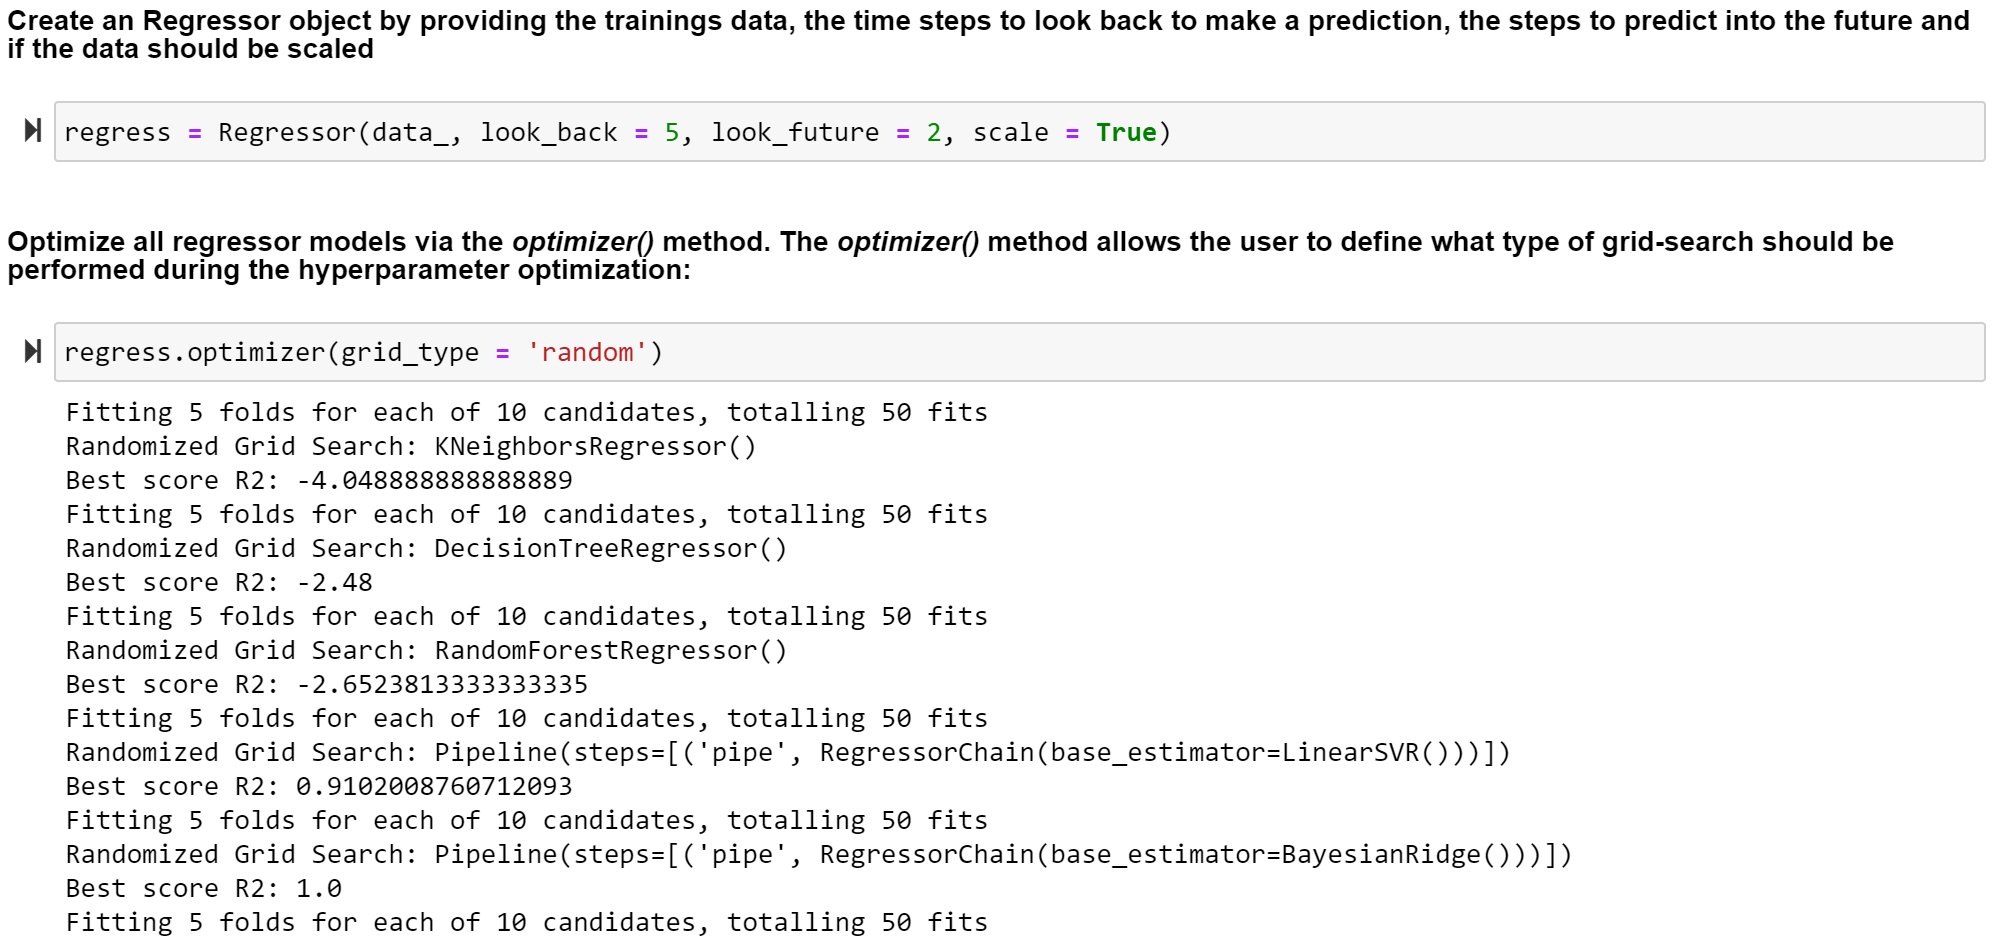 Create an Regressor object by providing the trainings data, the time steps to look back to make a prediction, the steps to predict into the future and
if the data should be scaled
regress = Regressor(data_, look_back = 5, look_future = 2, scale = True)
Optimize all regressor models via the optimizer() method. The optimizer() method allows the user to define what type of grid-search should be
performed during the hyperparameter optimization:
regress.optimizer(grid_type = 'random')
Fitting 5 folds for each of 10 candidates, totalling 50 fits
Randomized Grid Search: KNeighborsRegressor()
Best score R2: -4.048888888888889
Fitting 5 folds for each of 10 candidates, totalling 50 fits
Randomized Grid Search: DecisionTreeRegressor()
Best score R2: -2.48
Fitting 5 folds for each of 10 candidates, totalling 50 fits
Randomized Grid Search: RandomForestRegressor()
Best score R2: -2.6523813333333335
Fitting 5 folds for each of 10 candidates, totalling 50 fits
Randomized Grid Search: Pipeline(steps=[('pipe', RegressorChain(base_estimator=LinearSVR()))])
Best score R2: 0.9102008760712093
Fitting 5 folds for each of 10 candidates, totalling 50 fits
Randomized Grid Search: Pipeline(steps=[('pipe', RegressorChain(base_estimator=BayesianRidge()))])
Best score R2: 1.0
Fitting 5 folds for each of 10 candidates, totalling 50 fits